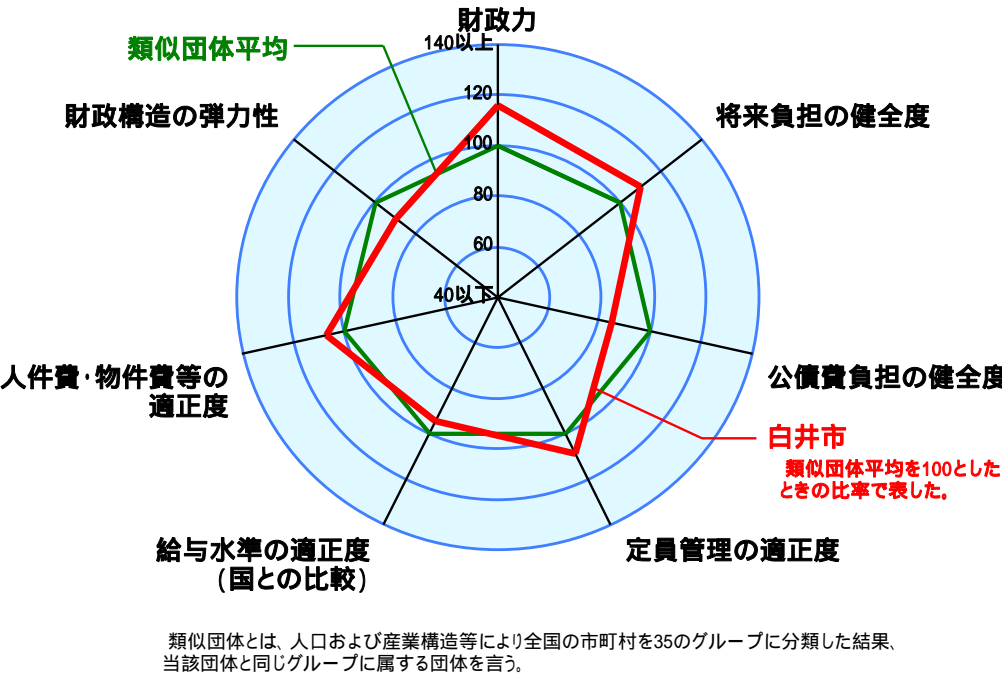 財政力
140以上
類似団体平均
120
財政構造の弾力性
将来負担の健全度
100
80
60
40以下
人件費・物件費等の
適正度
公債費負担の健全度
白井市
類似団体平均を100とした
ときの比率で表した。
給与水準の適正度
(国との比較)
定員管理の適正度
類似団体とは、人口および産業構造等により全国の市町村を35のグループに分類した結果、
当該団体と同じグループに属する団体を言う。